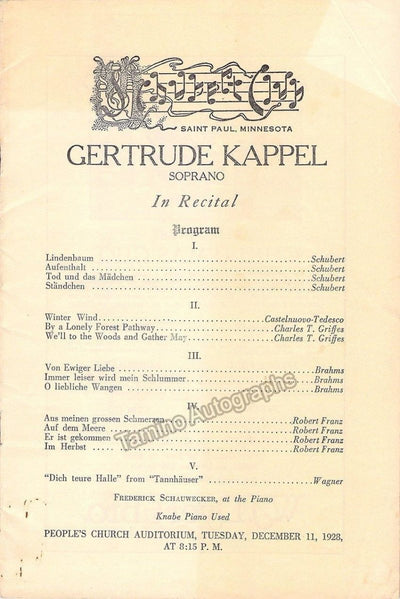 SAINT PAUL, MINNESOTA
GERTRUDE KAPPEL
SOPRANO
In Recital
Program
I.
Lindenbaum ........ Schubert
Aufenthalt ........ Schubert
Tod und das Mädchen ........ Schubert
Ständchen ........ Schubert
II.
Winter Wind ........ Castelnuovo-Tedesco
By a Lonely Forest Pathway ........ Charles T. Griffes
We'll to the Woods and Gather May ........ Charles T. Griffes
III.
Von Ewiger Liebe ........ Brahms
Immer leiser wird mein Schlummer ........ Brahms
O liebliche Wangen ........ Brahms
IV.
Aus meinen grossen Schmerzen ........ Robert Franz
Auf dem Meere ........ Robert Franz
Er ist gekommen ........ Robert Franz
Im Herbst ........ Robert Franz
Tamino Autographs
V.
"Dich teure Halle" from "Tannhäuser" ........ Wagner
FREDERICK SCHAUWECKER, at the Piano
Knabe Piano Used
PEOPLE'S CHURCH AUDITORIUM, TUESDAY, DECEMBER 11, 1928,
AT 8:15 P. M.